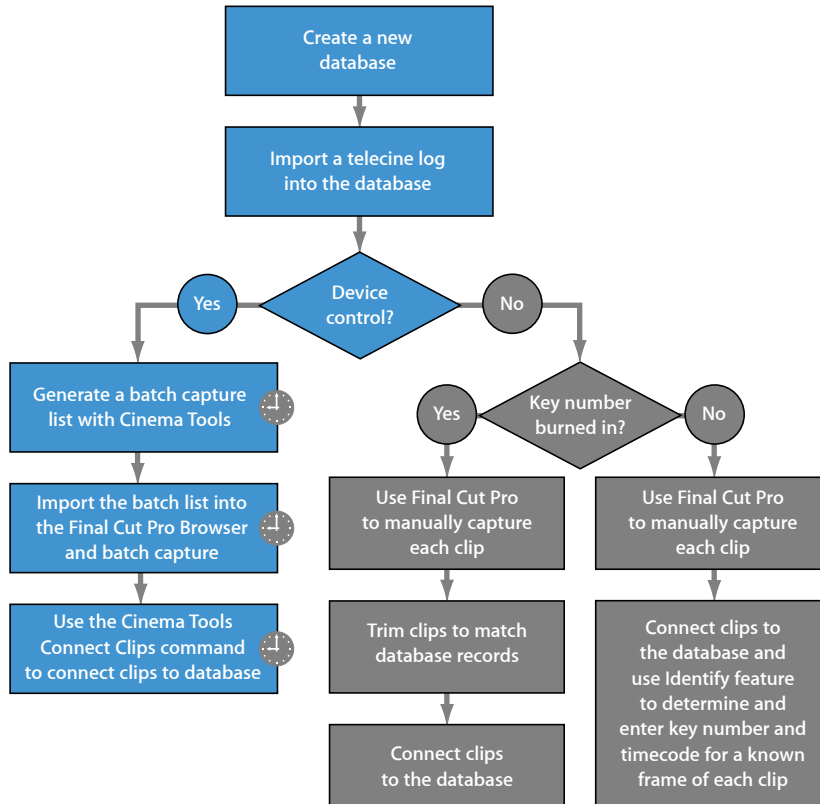 Create a new
database
Import a telecine log
into the database
Device
control?
Yes
No
Generate a batch capture
list with Cinema Tools
Import the batch list into
the Final Cut Pro Browser
and batch capture
Use the Cinema Tools
Connect Clips command
to connect clips to database
Key number
burned in?
Yes
No
Use Final Cut Pro
to manually capture
each clip
Trim clips to match
database records
Connect clips
to the database
Use Final Cut Pro
to manually capture
each clip
Connect clips to
the database and
use Identify feature
to determine and
enter key number and
timecode for a known
frame of each clip